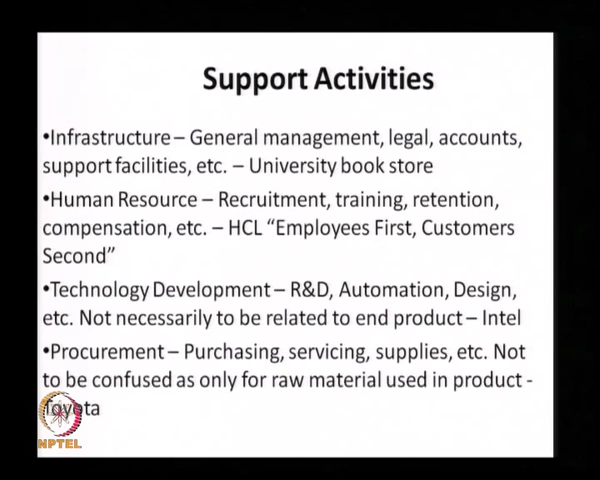 Support Activities
•Infrastructure – General management, legal, accounts,
support facilities, etc. – University book store
•Human Resource – Recruitment, training, retention,
compensation, etc. – HCL “Employees First, Customers
Second”
•Technology Development – R&D, Automation, Design,
etc. Not necessarily to be related to end product – Intel
•Procurement – Purchasing, servicing, supplies, etc. Not
to be confused as only for raw material used in product -
Toyota
NPTEL